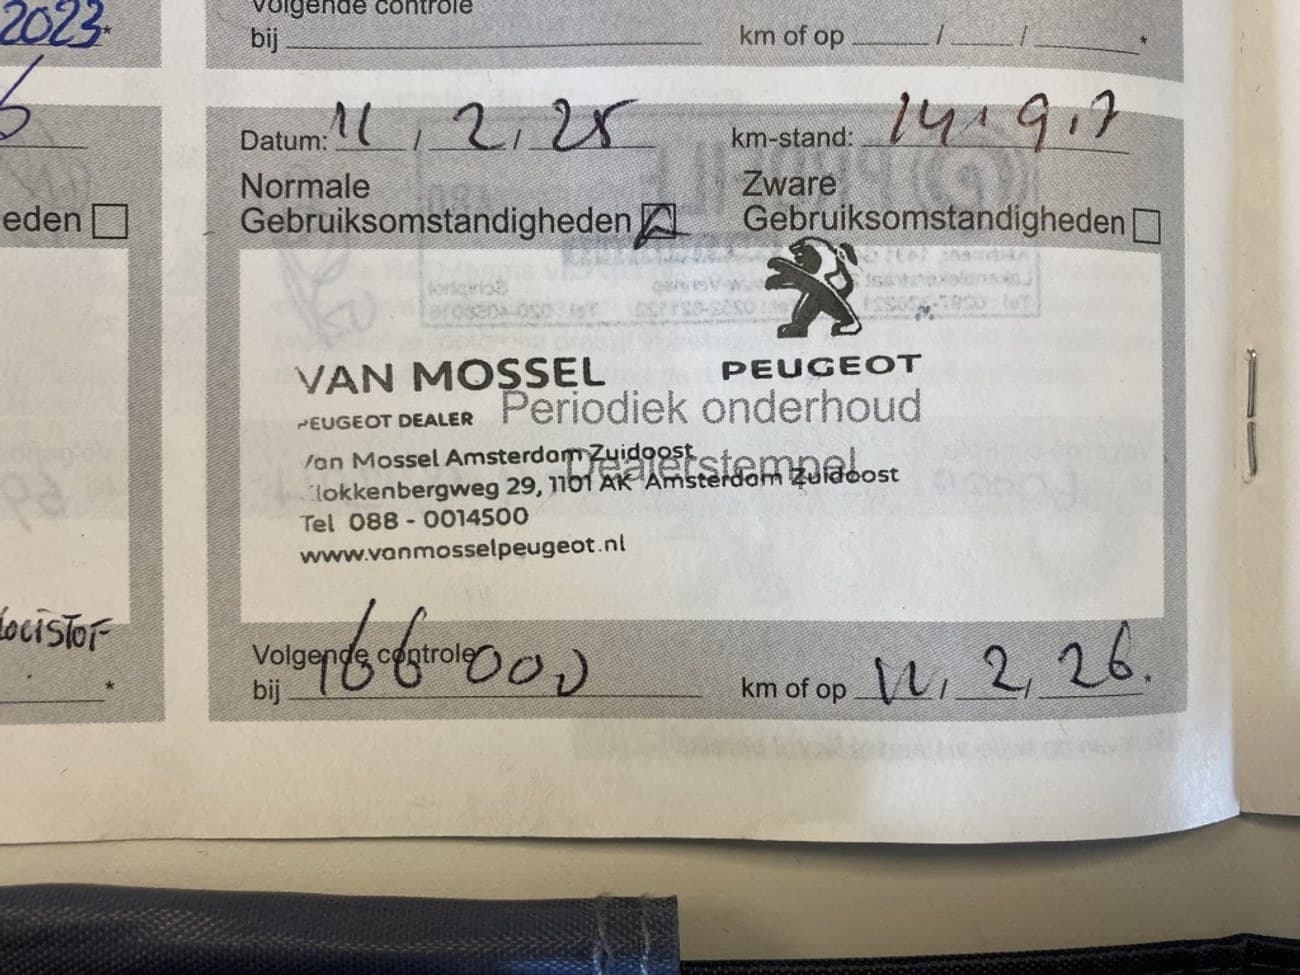 2023*
Volgende controle
bij km of op / / *
Datum: 11 / 2 / 25 km-stand:
Normale Zware
eden Gebruiksomstandigheden Gebruiksomstandigheden
VAN MOSSEL PEUGEOT
PEUGEOT DEALER Periodiek onderhoud
Van Mossel Amsterdam Zuidoost
Dealerstempel
Klokkenbergweg 29, 1101 AK Amsterdam Zuidoost
Tel 088 - 0014500
www.vanmosselpeugeot.nl
Volgende controle
bij 166 000 km of op 11 / 2 / 26 *
*